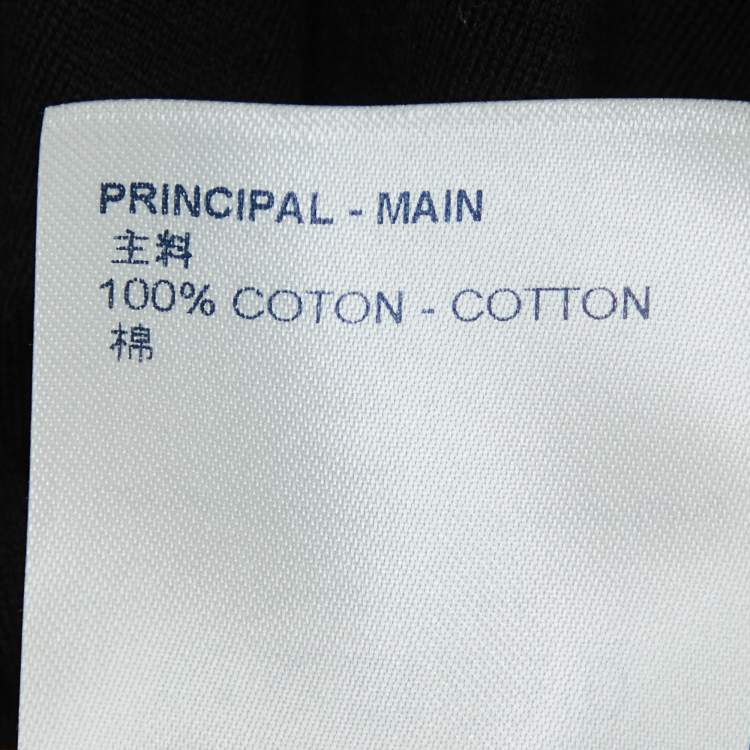 PRINCIPAL - MAIN
主料
100% COTON - COTTON
棉